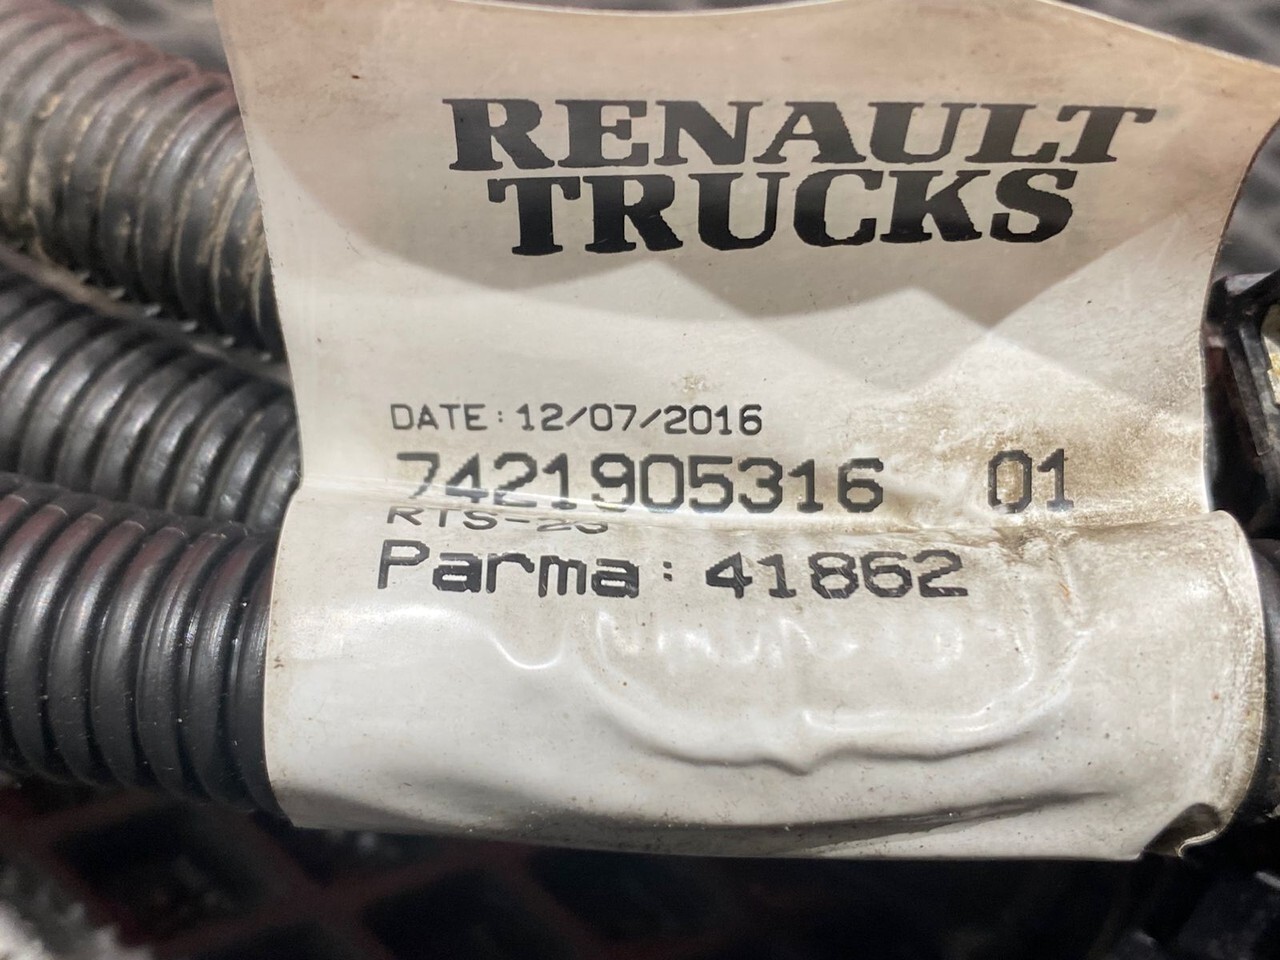 RENAULT
TRUCKS
DATE: 12/07/2016
7421905316 01
Parma: 41862